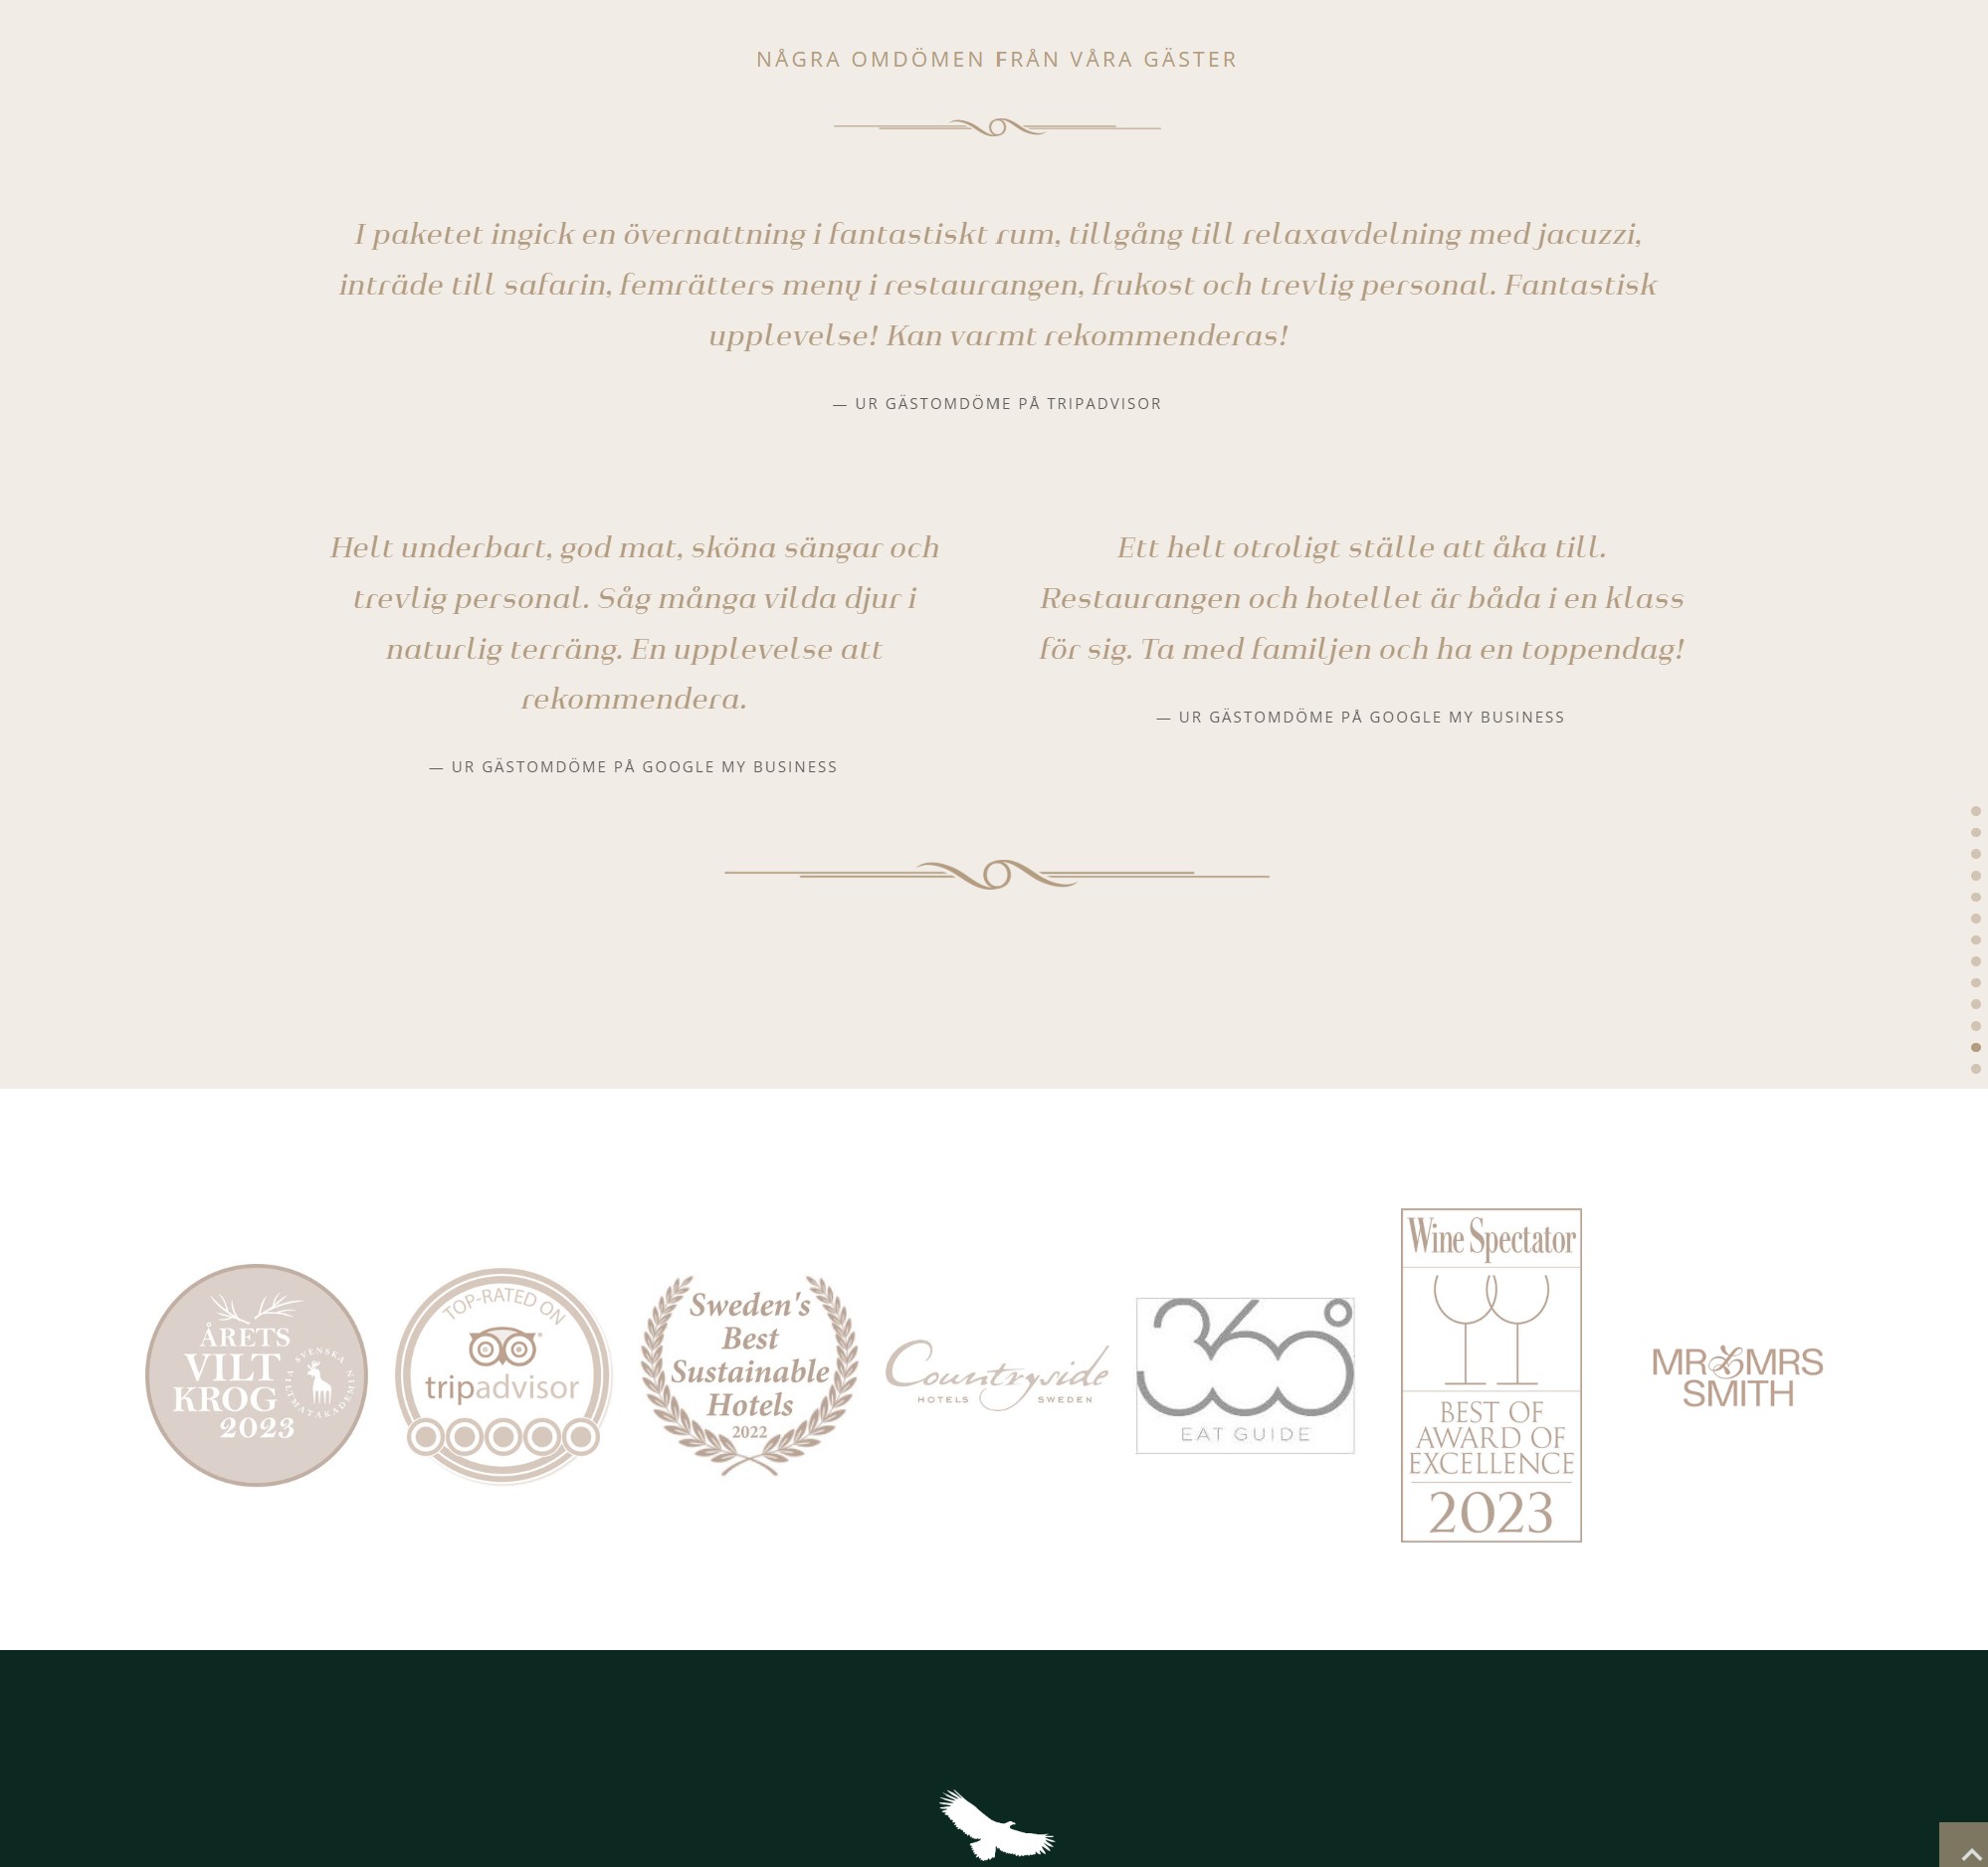 NÅGRA OMDÖMEN FRÅN VÅRA GÄSTER
I paketet ingick en övernattning i fantastiskt rum, tillgång till relaxavdelning med jacuzzi,
inträde till safarin, femrätters meny i restaurangen, frukost och trevlig personal. Fantastisk
upplevelse! Kan varmt rekommenderas!
— UR GÄSTOMDÖME PÅ TRIPADVISOR
Helt underbart, god mat, sköna sängar och
trevlig personal. Såg många vilda djur i
naturlig terräng. En upplevelse att
rekommendera.
— UR GÄSTOMDÖME PÅ GOOGLE MY BUSINESS
Ett helt otroligt ställe att åka till.
Restaurangen och hotellet är båda i en klass
för sig. Ta med familjen och ha en toppendag!
— UR GÄSTOMDÖME PÅ GOOGLE MY BUSINESS
ÅRETS
VILT
KROG
2023
SVENSKA
VILTMATAKADEMIN
TOP-RATED ON
tripadvisor
Sweden's
Best
Sustainable
Hotels
2022
Countryside
HOTELS SWEDEN
360°
EAT GUIDE
Wine Spectator
BEST OF
AWARD OF
EXCELLENCE
2023
MR & MRS
SMITH